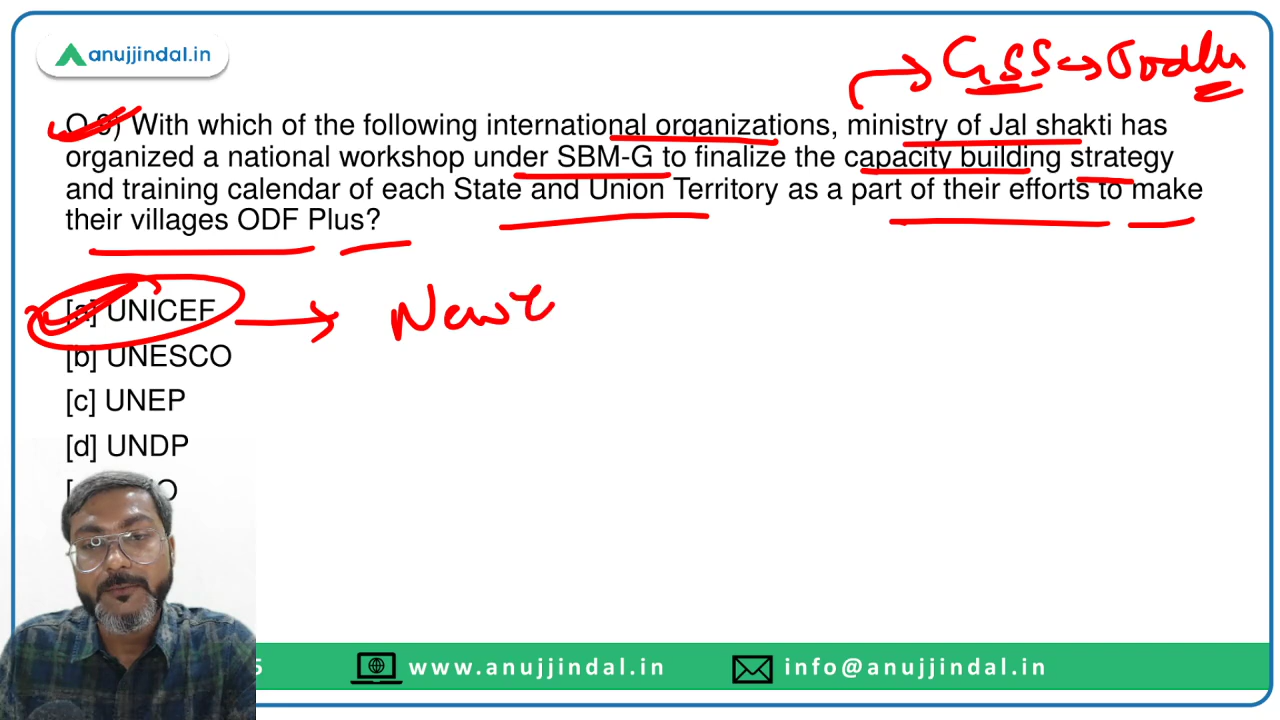 anujjindal.in
GSS
Q.9) With which of the following international organizations, ministry of Jal shakti has
organized a national workshop under SBM-G to finalize the capacity building strategy
and training calendar of each State and Union Territory as a part of their efforts to make
their villages ODF Plus?
[a] UNICEF
[b] UNESCO
[c] UNEP
[d] UNDP
5 www.anujjindal.in info@anujjindal.in